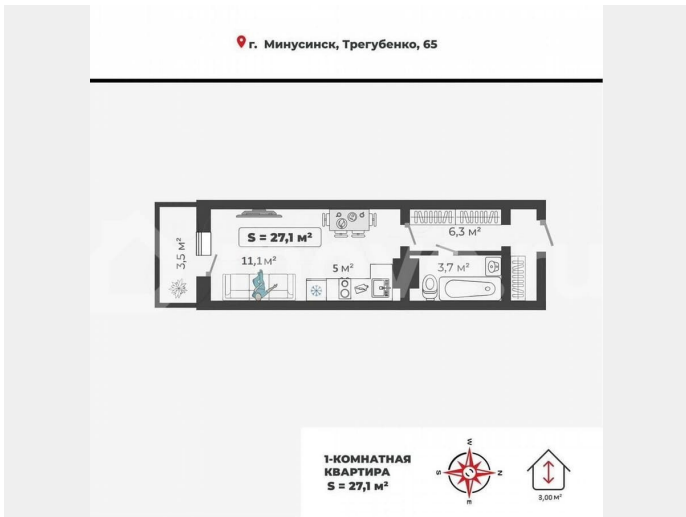 г. Минусинск, Трегубенко, 65
S = 27,1 м²
6,3 м²
3,5 м²
11,1 м²
5 м²
3,7 м²
1-КОМНАТНАЯ
КВАРТИРА
S = 27,1 м²
W
S
N
E
3,00 м²